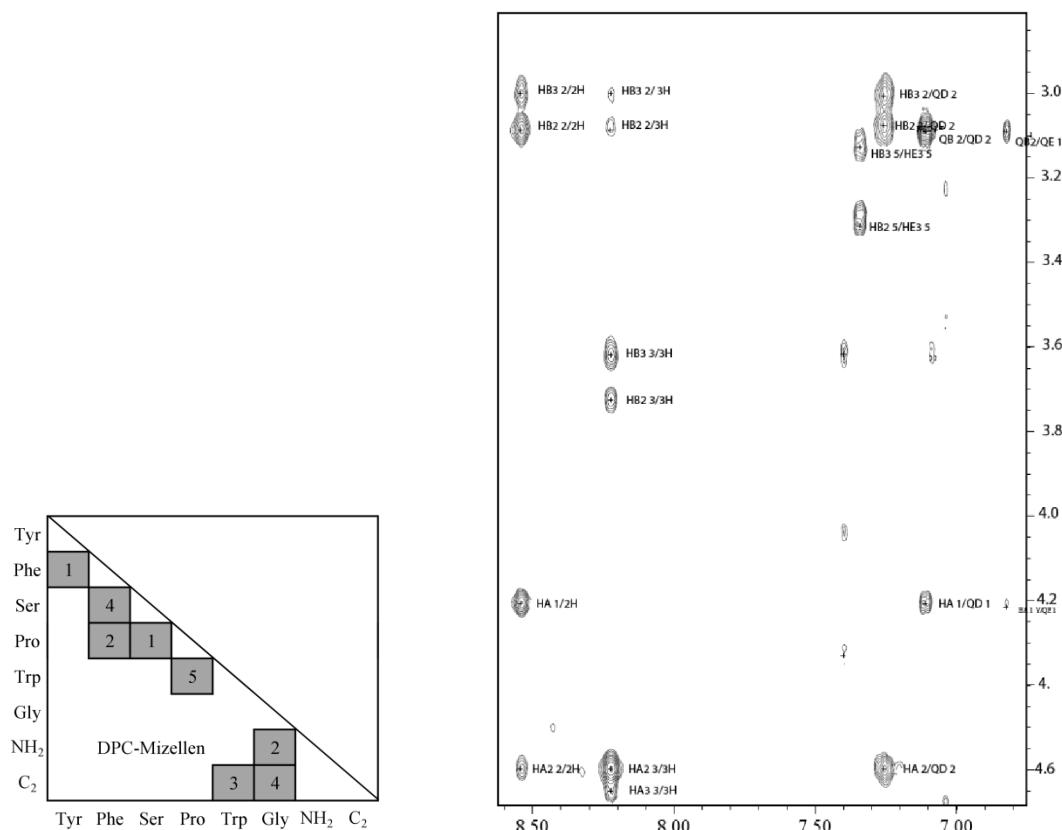 HB3 2/2H HB3 2/ 3H HB3 2/QD 2 3.0
HB2 2/2H HB2 2/3H QB 2/QD 2 QB2/QE 1
HB3 5/HE3 5
3.2
HB2 5/HE3 5
3.4
HB3 3/3H 3.6
HB2 3/3H
3.8
4.0
HA 1/2H HA 1/QD 1 4.2
4.
HA2 2/2H HA2 3/3H HA 2/QD 2 4.6
HA3 3/3H
8.50 8.00 7.50 7.00
Tyr
Phe 1
Ser 4
Pro 2 1
Trp 5
Gly
NH₂ DPC-Mizellen 2
C₂ 3 4
Tyr Phe Ser Pro Trp Gly NH₂ C₂